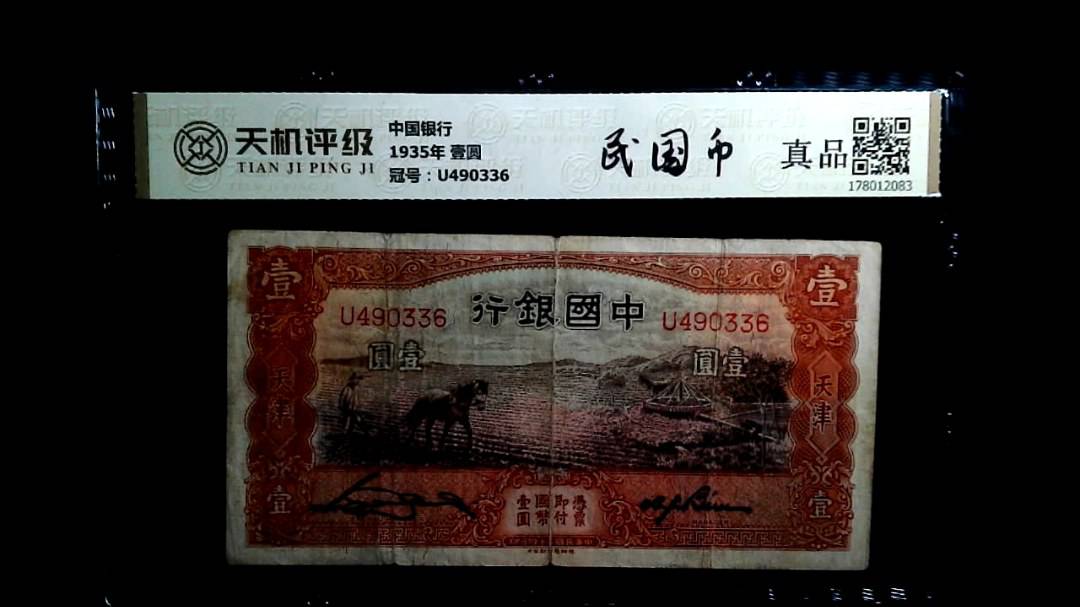 天机评级
TIAN JI PING JI
中国银行
1935年 壹圆
冠号：U490336
民国币
真品
178012083
壹
壹
行銀國中
U490336
U490336
圓壹
圓壹
天津
天津
憑票
即付
國幣
壹圓
壹
壹